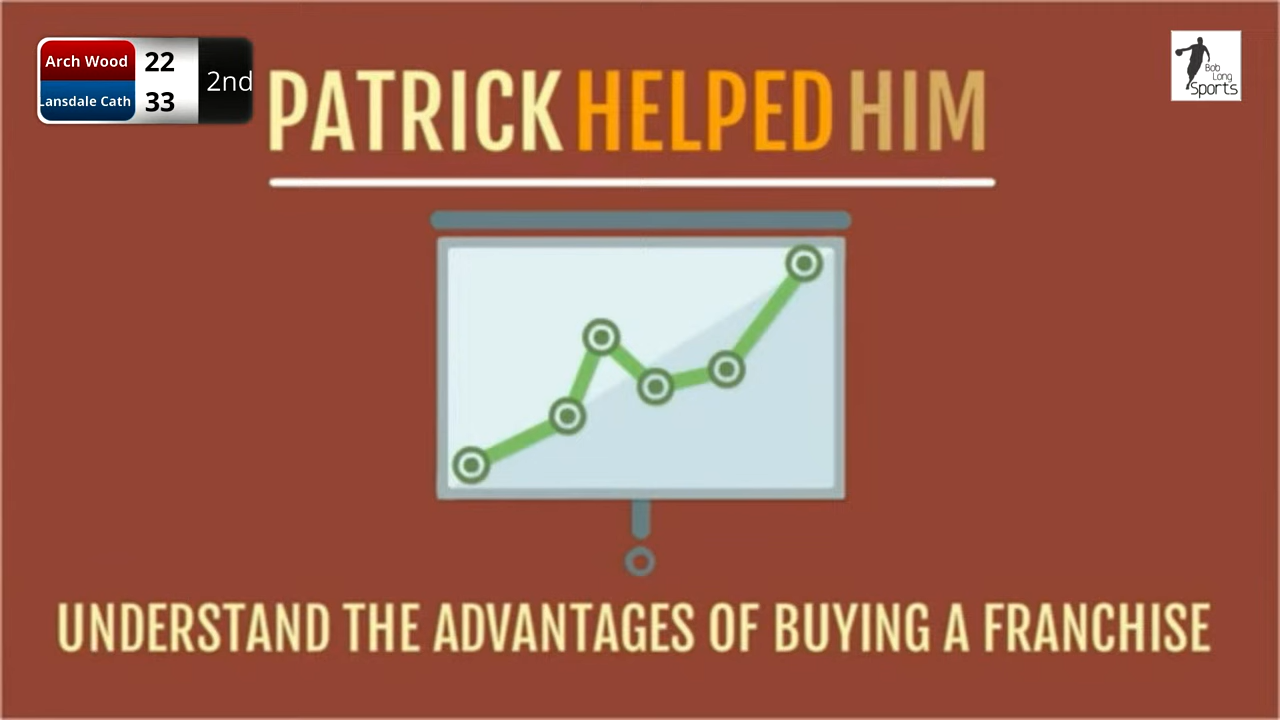 Arch Wood 22
Lansdale Cath 33
2nd
PATRICK HELPED HIM
Bob
Long
Sports
UNDERSTAND THE ADVANTAGES OF BUYING A FRANCHISE